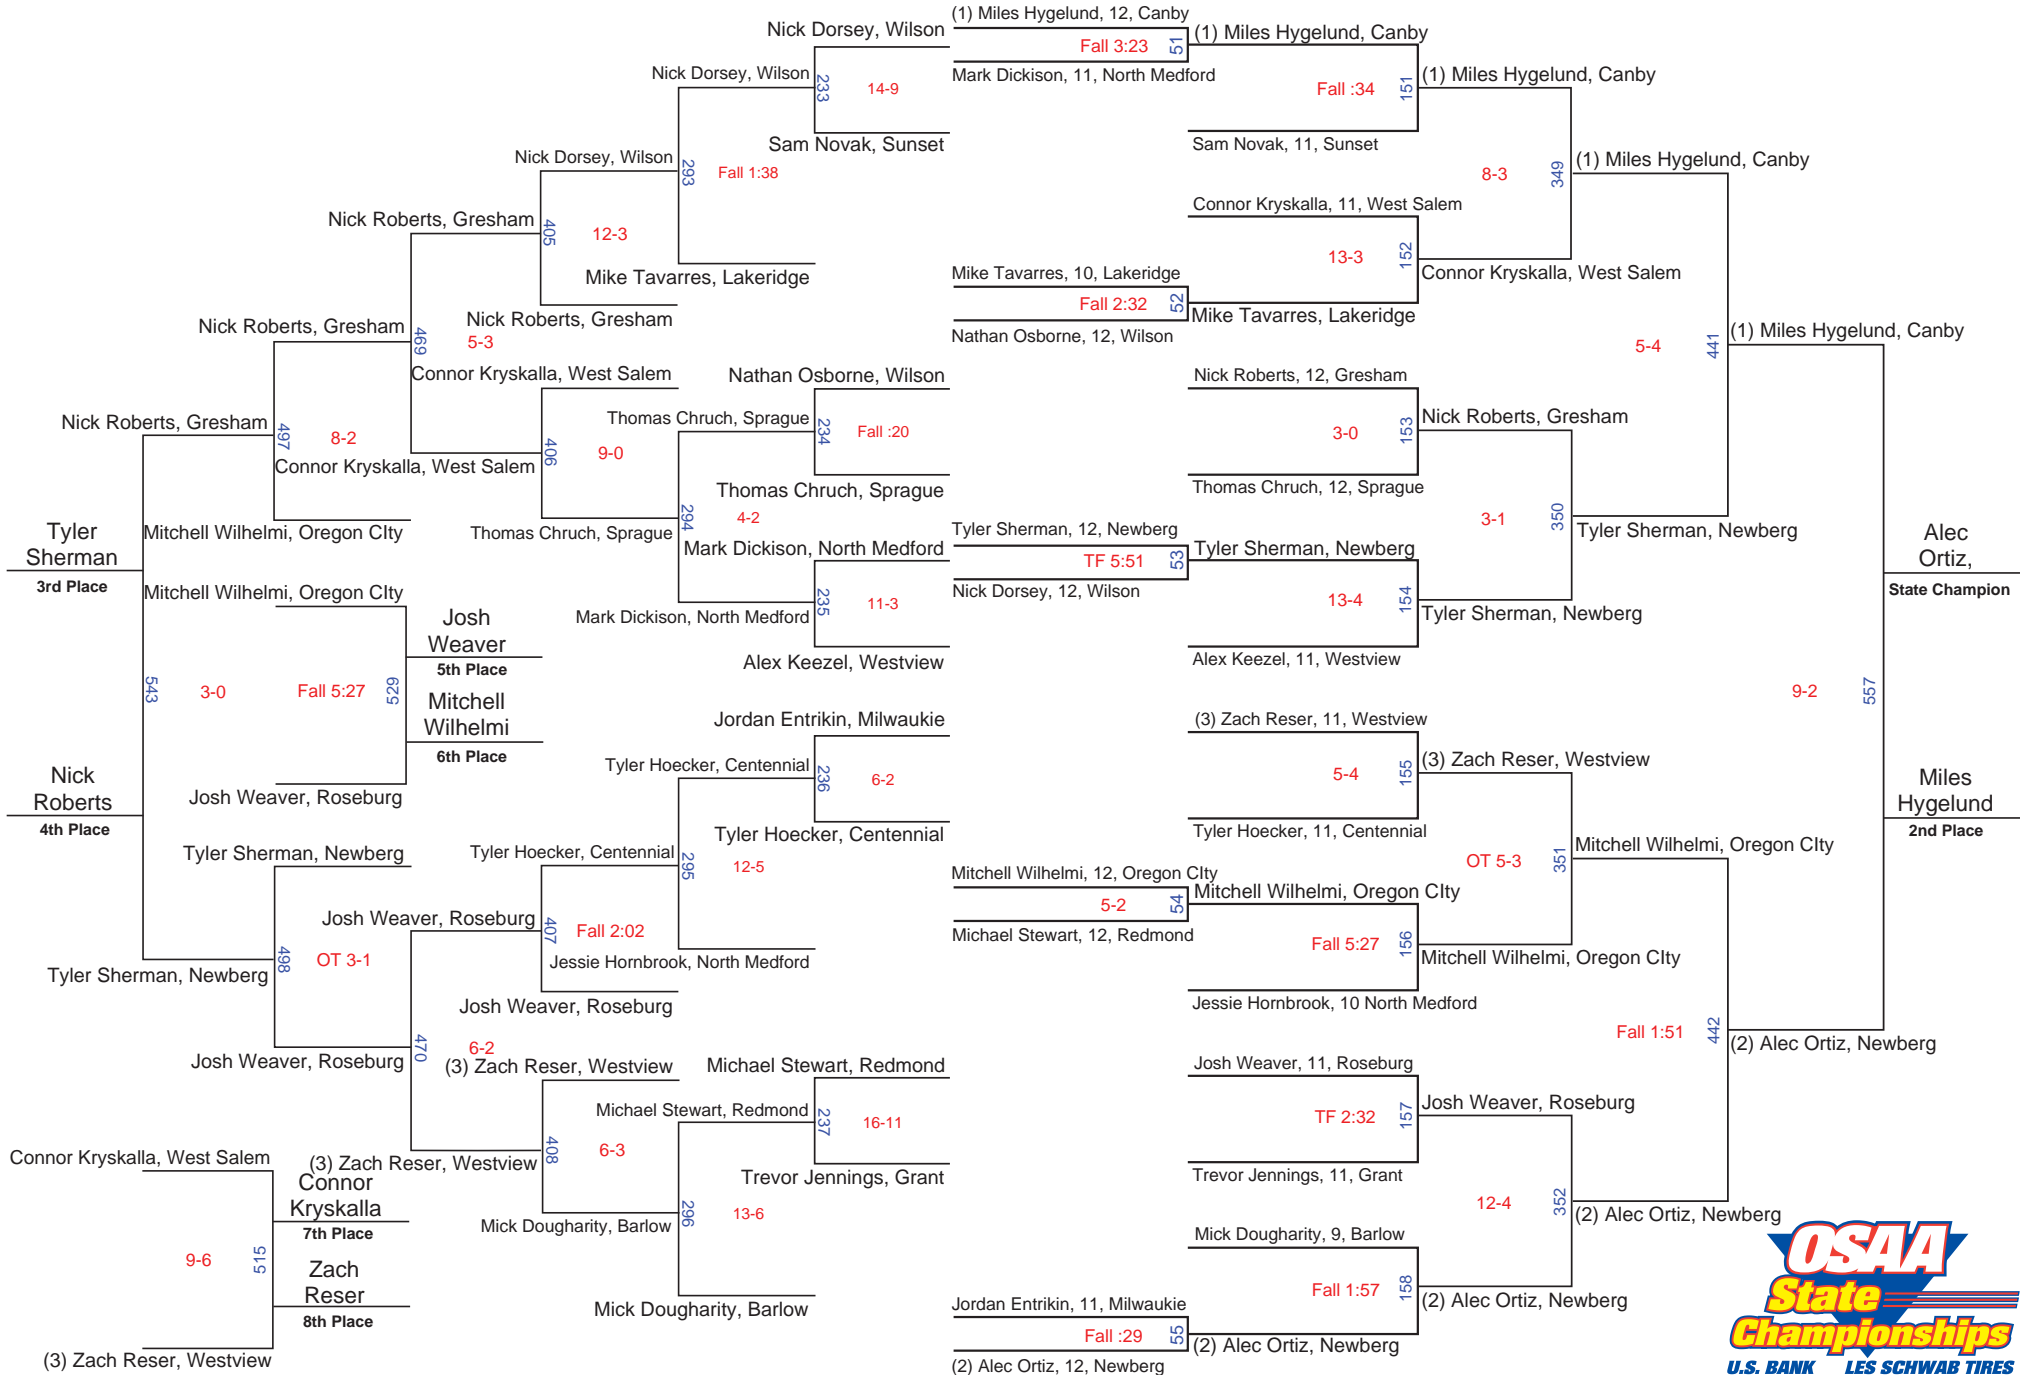 (1) Miles Hygelund, 12, Canby
Fall 3:23
51
Mark Dickison, 11, North Medford
(1) Miles Hygelund, Canby
Fall :34
151
Sam Novak, 11, Sunset
(1) Miles Hygelund, Canby
8-3
349
Connor Kryskalla, 11, West Salem
13-3
152
Connor Kryskalla, West Salem
Mike Tavarres, 10, Lakeridge
Fall 2:32
52
Nathan Osborne, 12, Wilson
Mike Tavarres, Lakeridge
(1) Miles Hygelund, Canby
5-4
441
(1) Miles Hygelund, Canby
Nick Roberts, 12, Gresham
3-0
153
Thomas Chruch, 12, Sprague
Nick Roberts, Gresham
3-1
350
Tyler Sherman, Newberg
Tyler Sherman, 12, Newberg
TF 5:51
53
Nick Dorsey, 12, Wilson
Tyler Sherman, Newberg
13-4
154
Alex Keezel, 11, Westview
Tyler Sherman, Newberg
Alec
Ortiz,
State Champion
9-2
557
Miles
Hygelund
2nd Place
(3) Zach Reser, 11, Westview
5-4
155
Tyler Hoecker, 11, Centennial
(3) Zach Reser, Westview
OT 5-3
351
Mitchell Wilhelmi, Oregon CIty
Mitchell Wilhelmi, 12, Oregon CIty
5-2
54
Michael Stewart, 12, Redmond
Mitchell Wilhelmi, Oregon CIty
Fall 5:27
156
Jessie Hornbrook, 10 North Medford
Mitchell Wilhelmi, Oregon CIty
Fall 1:51
442
(2) Alec Ortiz, Newberg
Josh Weaver, 11, Roseburg
TF 2:32
157
Trevor Jennings, 11, Grant
Josh Weaver, Roseburg
12-4
352
(2) Alec Ortiz, Newberg
Mick Dougharity, 9, Barlow
Fall 1:57
158
(2) Alec Ortiz, Newberg
Jordan Entrikin, 11, Milwaukie
Fall :29
55
(2) Alec Ortiz, 12, Newberg
(2) Alec Ortiz, Newberg
Nick Dorsey, Wilson
233
14-9
Sam Novak, Sunset
Nick Dorsey, Wilson
293
Fall 1:38
Mike Tavarres, Lakeridge
Nick Dorsey, Wilson
405
12-3
Nick Roberts, Gresham
Nick Roberts, Gresham
469
5-3
Connor Kryskalla, West Salem
Nathan Osborne, Wilson
234
Fall :20
Thomas Chruch, Sprague
Thomas Chruch, Sprague
406
9-0
294
4-2
Mark Dickison, North Medford
235
11-3
Alex Keezel, Westview
Mark Dickison, North Medford
Thomas Chruch, Sprague
Nick Roberts, Gresham
497
8-2
Connor Kryskalla, West Salem
Mitchell Wilhelmi, Oregon CIty
Nick Roberts, Gresham
Tyler
Sherman
3rd Place
543
3-0
Nick
Roberts
4th Place
Mitchell Wilhelmi, Oregon CIty
Fall 5:27
529
Josh Weaver, Roseburg
Josh
Weaver
5th Place
Mitchell
Wilhelmi
6th Place
Jordan Entrikin, Milwaukie
236
6-2
Tyler Hoecker, Centennial
Tyler Hoecker, Centennial
295
12-5
Jessie Hornbrook, North Medford
Tyler Hoecker, Centennial
407
Fall 2:02
Josh Weaver, Roseburg
Tyler Sherman, Newberg
498
OT 3-1
Josh Weaver, Roseburg
Tyler Sherman, Newberg
Josh Weaver, Roseburg
470
6-2
(3) Zach Reser, Westview
Michael Stewart, Redmond
237
16-11
Trevor Jennings, Grant
Michael Stewart, Redmond
408
6-3
296
13-6
Mick Dougharity, Barlow
Mick Dougharity, Barlow
(3) Zach Reser, Westview
Connor Kryskalla, West Salem
515
9-6
(3) Zach Reser, Westview
Connor
Kryskalla
7th Place
Zach
Reser
8th Place
OSAA
State
Championships
U.S. BANK LES SCHWAB TIRES